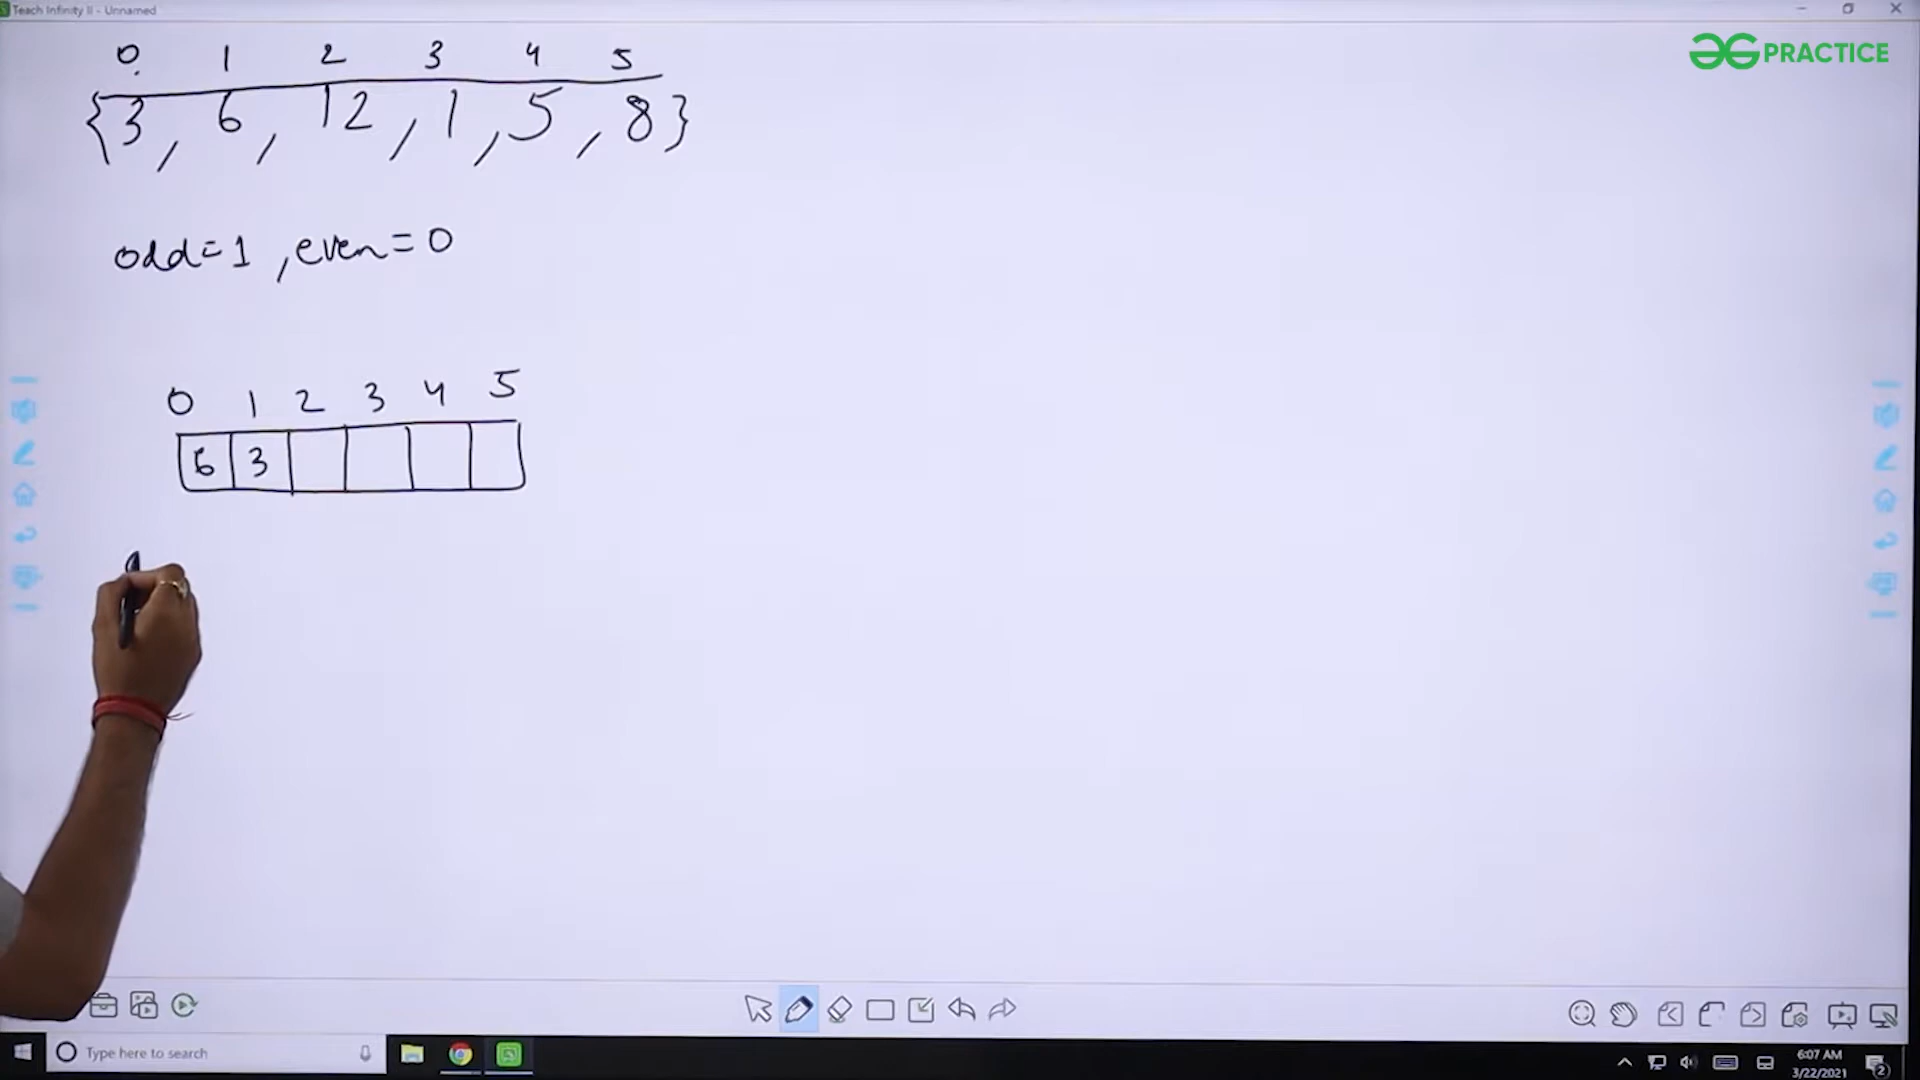 Teach Infinity II - Unnamed
PRACTICE
0 1 2 3 4 5
{3, 6, 12, 1, 5, 8}
odd=1, even=0
0 1 2 3 4 5
6 3
Type here to search
6:07 AM
3/22/2021
2